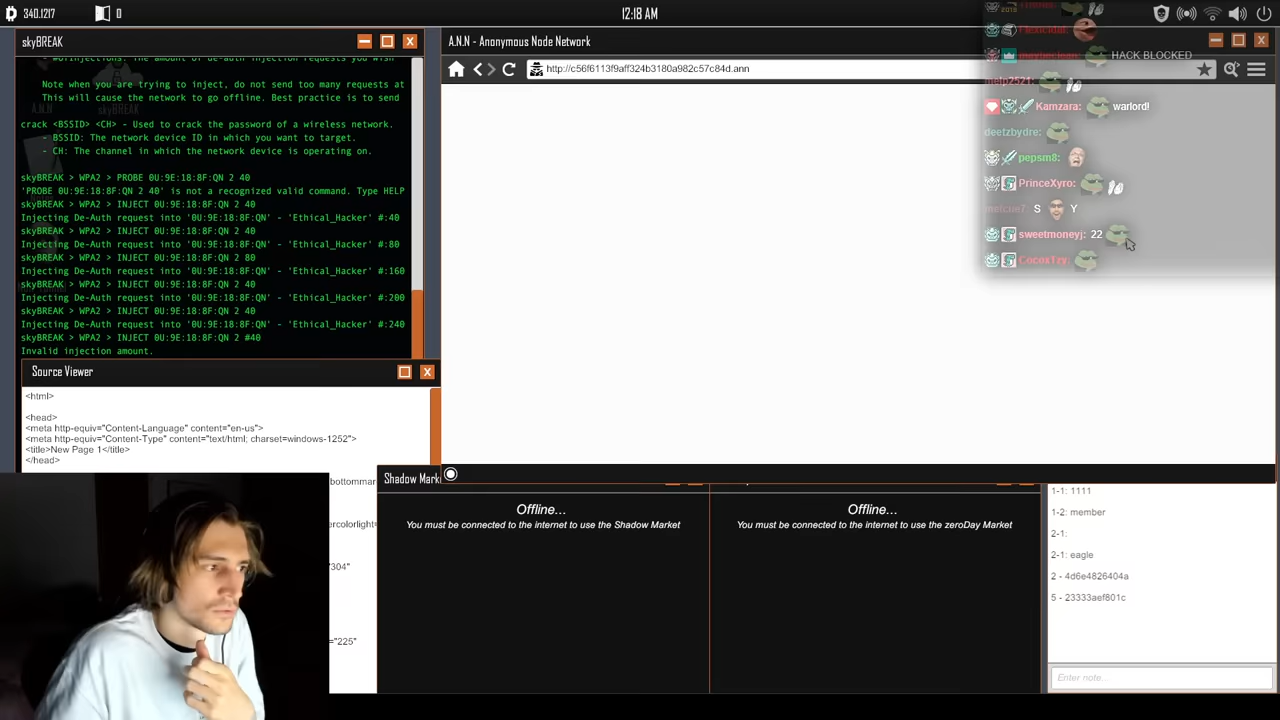 340.1217
0
12:18 AM
skyBREAK
Note when you are trying to inject, do not send too many requests at
This will cause the network to go offline. Best practice is to send
crack <BSSID> <CH> - Used to crack the password of a wireless network.
- BSSID: The network device ID in which you want to target.
- CH: The channel in which the network device is operating on.
skyBREAK > WPA2 > PROBE 0U:9E:18:8F:QN 2 40
'PROBE 0U:9E:18:8F:QN 2 40' is not a recognized valid command. Type HELP
skyBREAK > WPA2 > INJECT 0U:9E:18:8F:QN 2 40
Injecting De-Auth request into '0U:9E:18:8F:QN' - 'Ethical_Hacker' #:40
skyBREAK > WPA2 > INJECT 0U:9E:18:8F:QN 2 40
Injecting De-Auth request into '0U:9E:18:8F:QN' - 'Ethical_Hacker' #:80
skyBREAK > WPA2 > INJECT 0U:9E:18:8F:QN 2 80
Injecting De-Auth request into '0U:9E:18:8F:QN' - 'Ethical_Hacker' #:160
skyBREAK > WPA2 > INJECT 0U:9E:18:8F:QN 2 40
Injecting De-Auth request into '0U:9E:18:8F:QN' - 'Ethical_Hacker' #:200
skyBREAK > WPA2 > INJECT 0U:9E:18:8F:QN 2 40
Injecting De-Auth request into '0U:9E:18:8F:QN' - 'Ethical_Hacker' #:240
skyBREAK > WPA2 > INJECT 0U:9E:18:8F:QN 2 #40
Invalid injection amount.
Source Viewer
<html>
<head>
<meta http-equiv="Content-Language" content="en-us">
<meta http-equiv="Content-Type" content="text/html; charset=windows-1252">
<title>New Page 1</title>
</head>
bottommar
ercolorlight=
"304"
="225"
A.N.N - Anonymous Node Network
http://c56f6113f9aff324b3180a982c57c84d.ann
HACK BLOCKED
help2521:
Kamzara: warlord!
deetzbydre:
pepsm8:
PrinceXyro:
S Y
sweetmoneyj: 22
Cocox1ry:
Shadow Mark
Offline...
You must be connected to the internet to use the Shadow Market
Offline...
You must be connected to the internet to use the zeroDay Market
1-1: 1111
1-2: member
2-1:
2-1: eagle
2 - 4d6e4826404a
5 - 23333aef801c
Enter note...